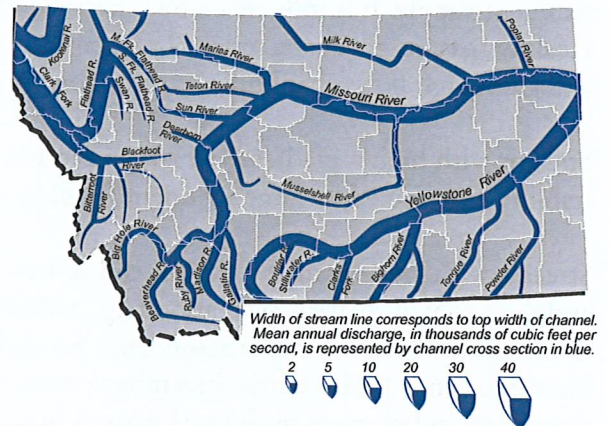 Kootenai R.
Clark Fork
Flathead R.
M. Fk. Flathead R.
S. Fk. Flathead R.
Swan R.
Marias River
Milk River
Poplar River
Teton River
Sun River
Missouri River
Dearborn
River
Blackfoot
River
Bitterroot
River
Musselshell River
Yellowstone River
Big Hole River
Beaverhead R.
Ruby River
Madison R.
Gallatin R.
Boulder R.
Stillwater R.
Clarks
Fork
Bighorn River
Tongue River
Powder River
Width of stream line corresponds to top width of channel.
Mean annual discharge, in thousands of cubic feet per
second, is represented by channel cross section in blue.
2 5 10 20 30 40